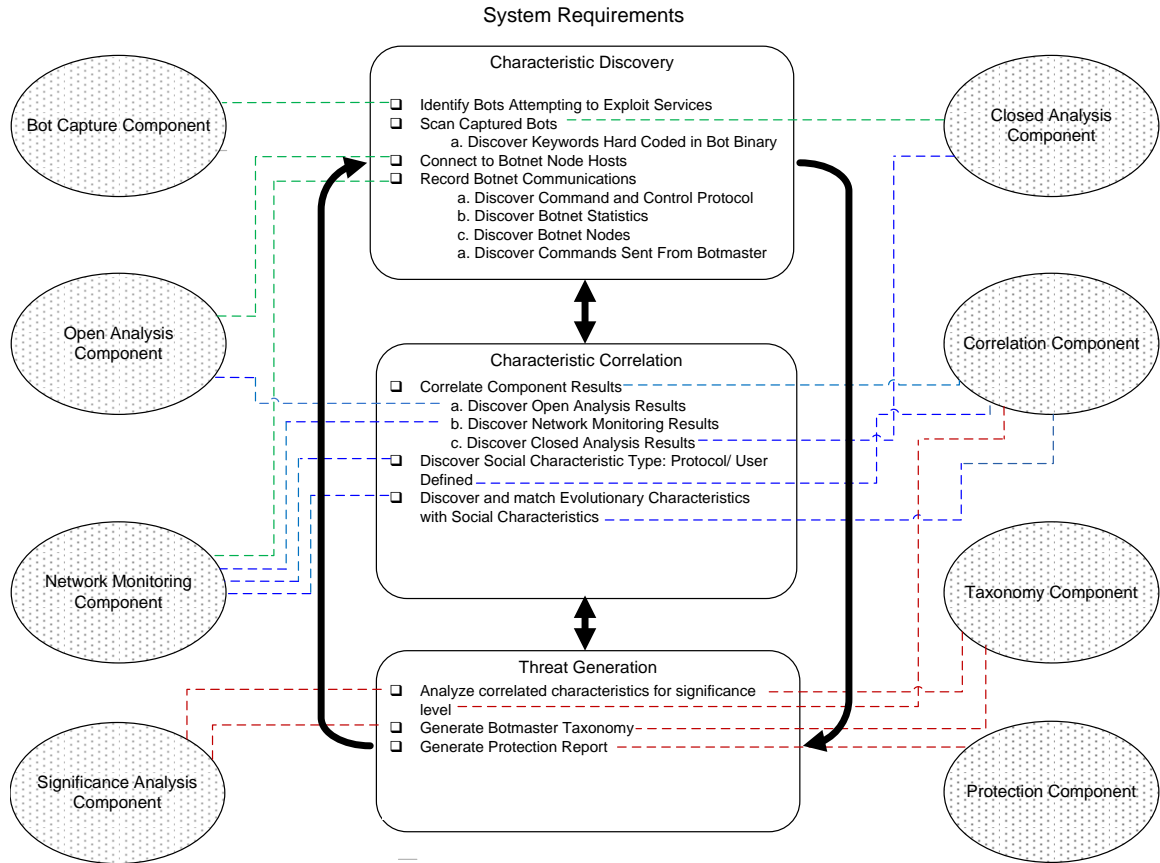 System Requirements
Characteristic Discovery
Identify Bots Attempting to Exploit Services
Scan Captured Bots
a. Discover Keywords Hard Coded in Bot Binary
Connect to Botnet Node Hosts
Record Botnet Communications
a. Discover Command and Control Protocol
b. Discover Botnet Statistics
c. Discover Botnet Nodes
a. Discover Commands Sent From Botmaster
Bot Capture Component
Closed Analysis
Component
Open Analysis
Component
Characteristic Correlation
Correlate Component Results
a. Discover Open Analysis Results
b. Discover Network Monitoring Results
c. Discover Closed Analysis Results
Discover Social Characteristic Type: Protocol/ User
Defined
Discover and match Evolutionary Characteristics
with Social Characteristics
Correlation Component
Network Monitoring
Component
Taxonomy Component
Threat Generation
Analyze correlated characteristics for significance
level
Generate Botmaster Taxonomy
Generate Protection Report
Significance Analysis
Component
Protection Component